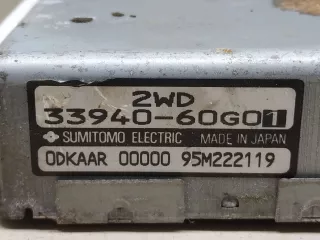 2WD
33940-60G01
SUMITOMO ELECTRIC MADE IN JAPAN
ODKAAR 00000 95M222119